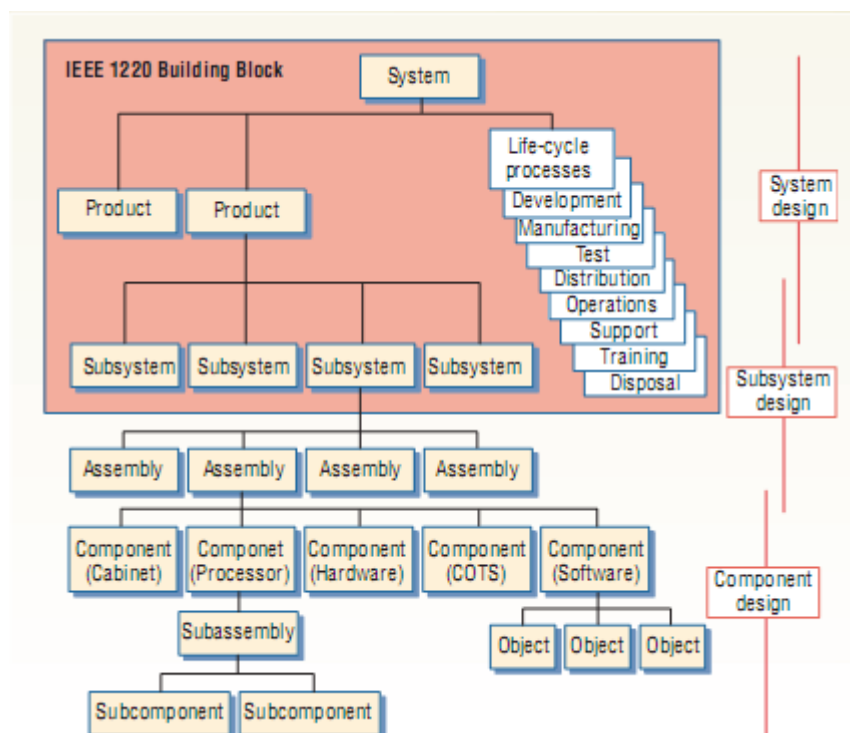 IEEE 1220 Building Block
System
Life-cycle
processes
Development
Manufacturing
Test
Distribution
Operations
Support
Training
Disposal
Product
Product
Subsystem
Subsystem
Subsystem
Subsystem
System
design
Subsystem
design
Assembly
Assembly
Assembly
Assembly
Component
(Cabinet)
Componet
(Processor)
Component
(Hardware)
Component
(COTS)
Component
(Software)
Component
design
Subassembly
Object
Object
Object
Subcomponent
Subcomponent